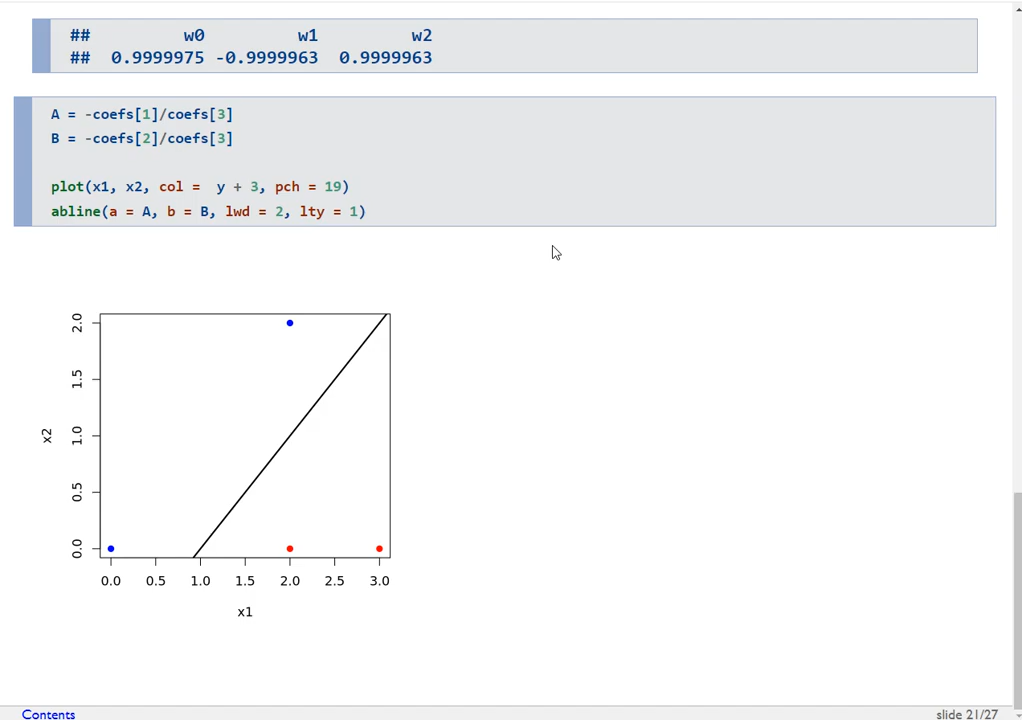 ## w0 w1 w2
## 0.9999975 -0.9999963 0.9999963
A = -coefs[1]/coefs[3]
B = -coefs[2]/coefs[3]
plot(x1, x2, col = y + 3, pch = 19)
abline(a = A, b = B, lwd = 2, lty = 1)
2.0
1.5
1.0
0.5
0.0
x2
0.0 0.5 1.0 1.5 2.0 2.5 3.0
x1
Contents
slide 21/27